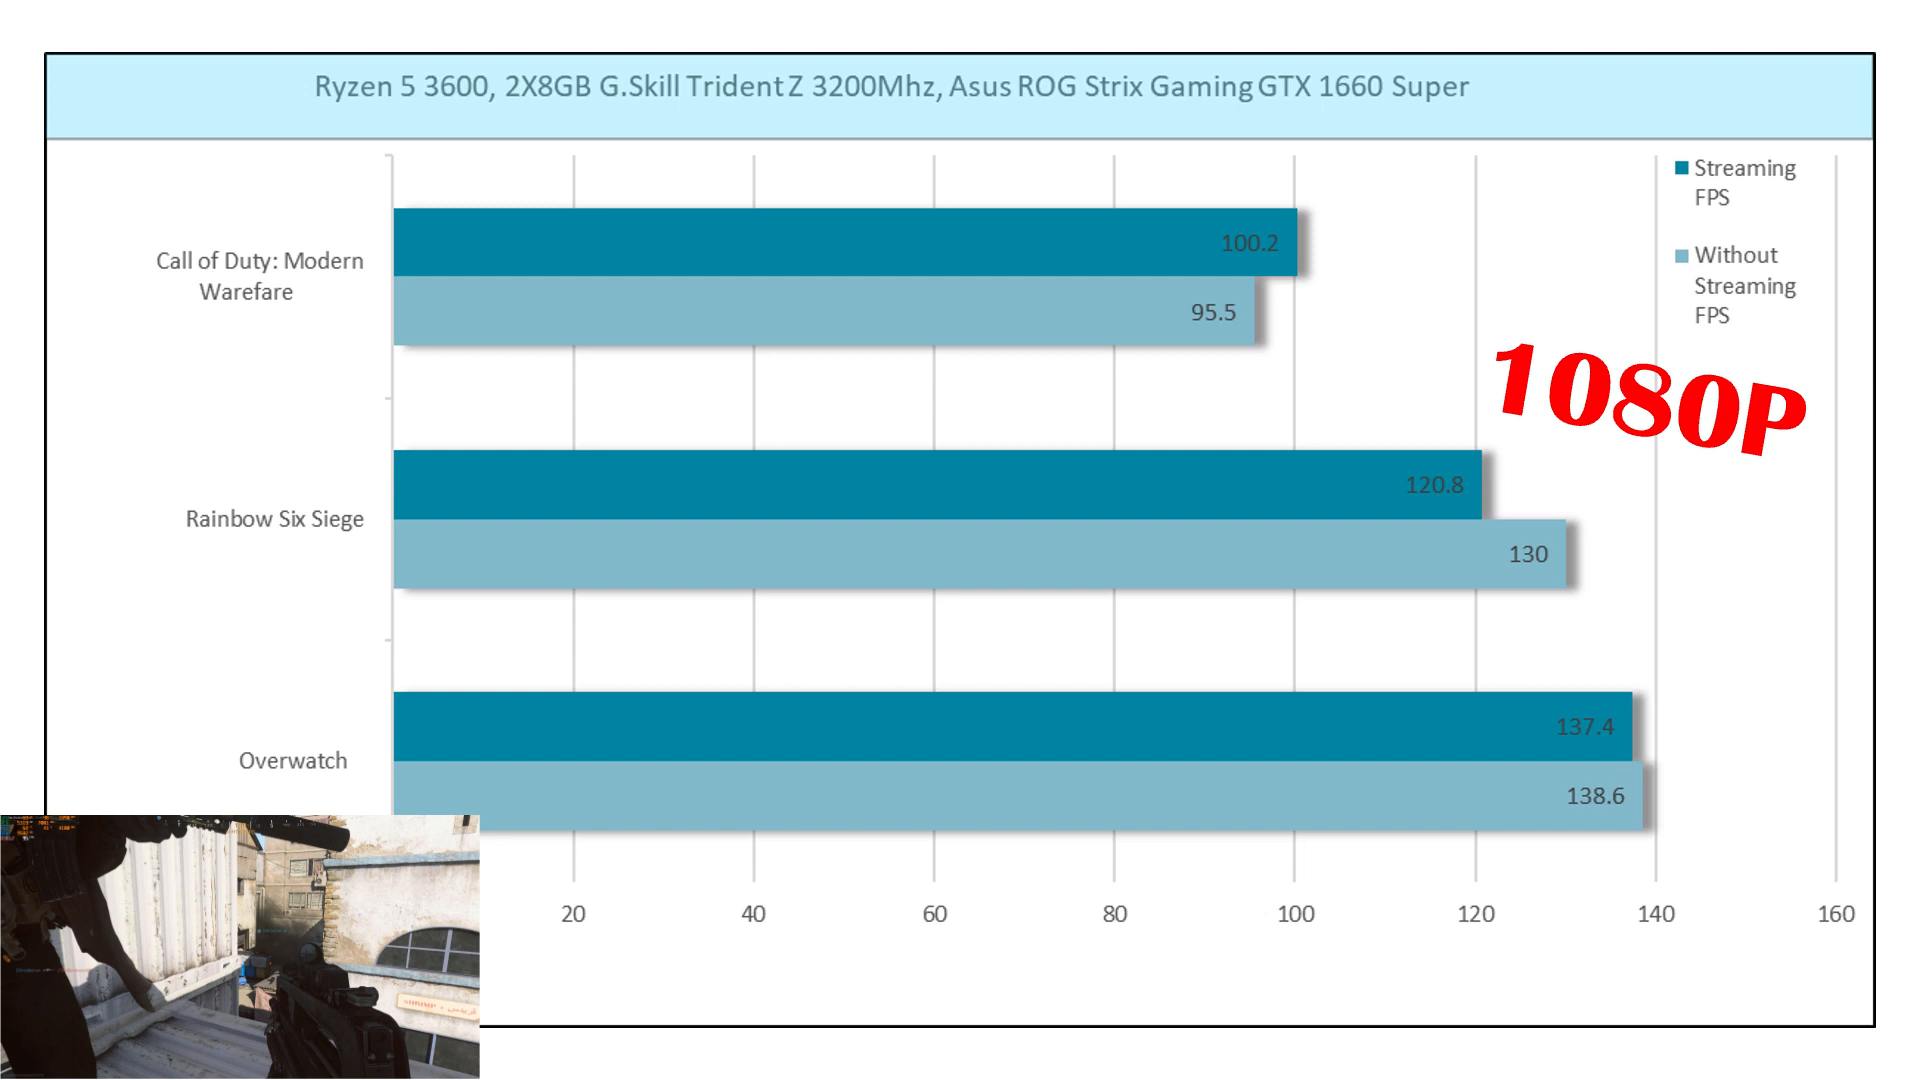 Ryzen 5 3600, 2X8GB G.Skill Trident Z 3200Mhz, Asus ROG Strix Gaming GTX 1660 Super
Streaming
FPS
Without
Streaming
FPS
1080P
Call of Duty: Modern
Warefare
100.2
95.5
Rainbow Six Siege
120.8
130
Overwatch
137.4
138.6
20
40
60
80
100
120
140
160
SHRIMP